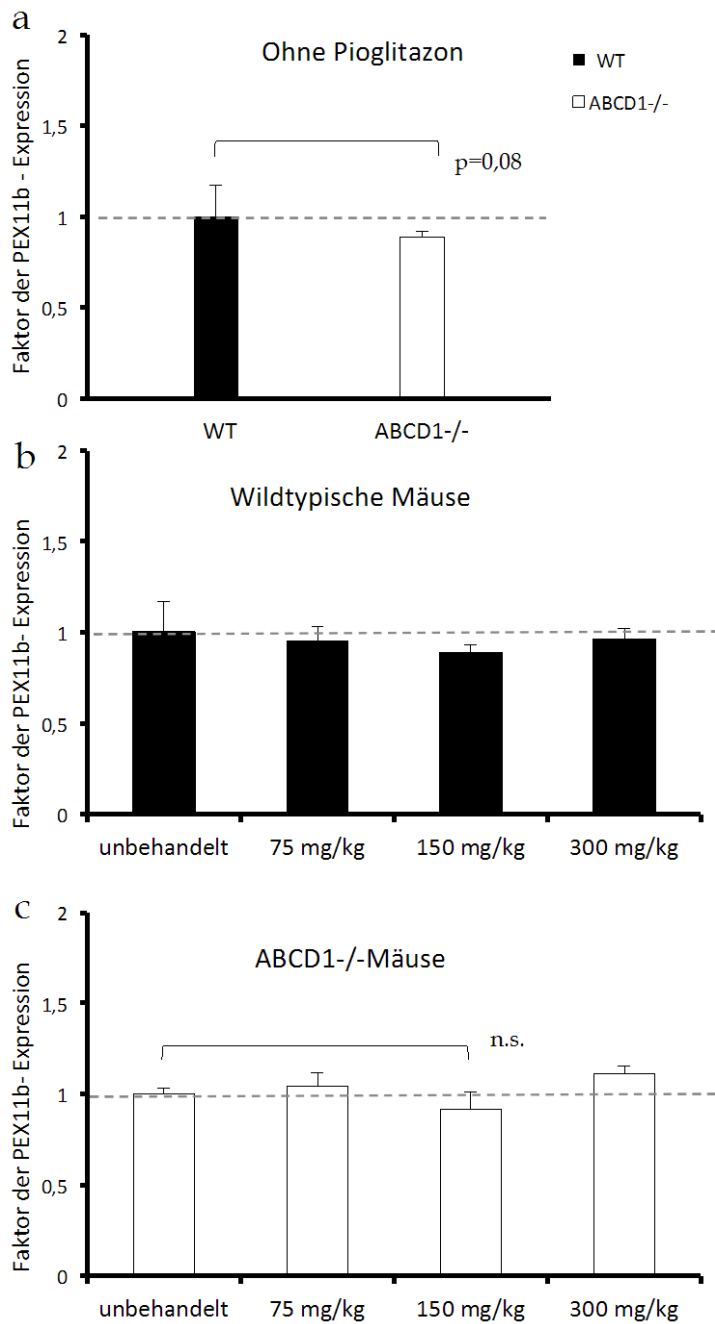 a
Faktor der PEX11b - Expression
2
1,5
1
0,5
0
Ohne Pioglitazon
WT
ABCD1-/-
p=0,08
WT ABCD1-/-
b
Faktor der PEX11b- Expression
2
1,5
1
0,5
0
Wildtypische Mäuse
unbehandelt 75 mg/kg 150 mg/kg 300 mg/kg
c
Faktor der PEX11b- Expression
2
1,5
1
0,5
0
ABCD1-/-Mäuse
n.s.
unbehandelt 75 mg/kg 150 mg/kg 300 mg/kg